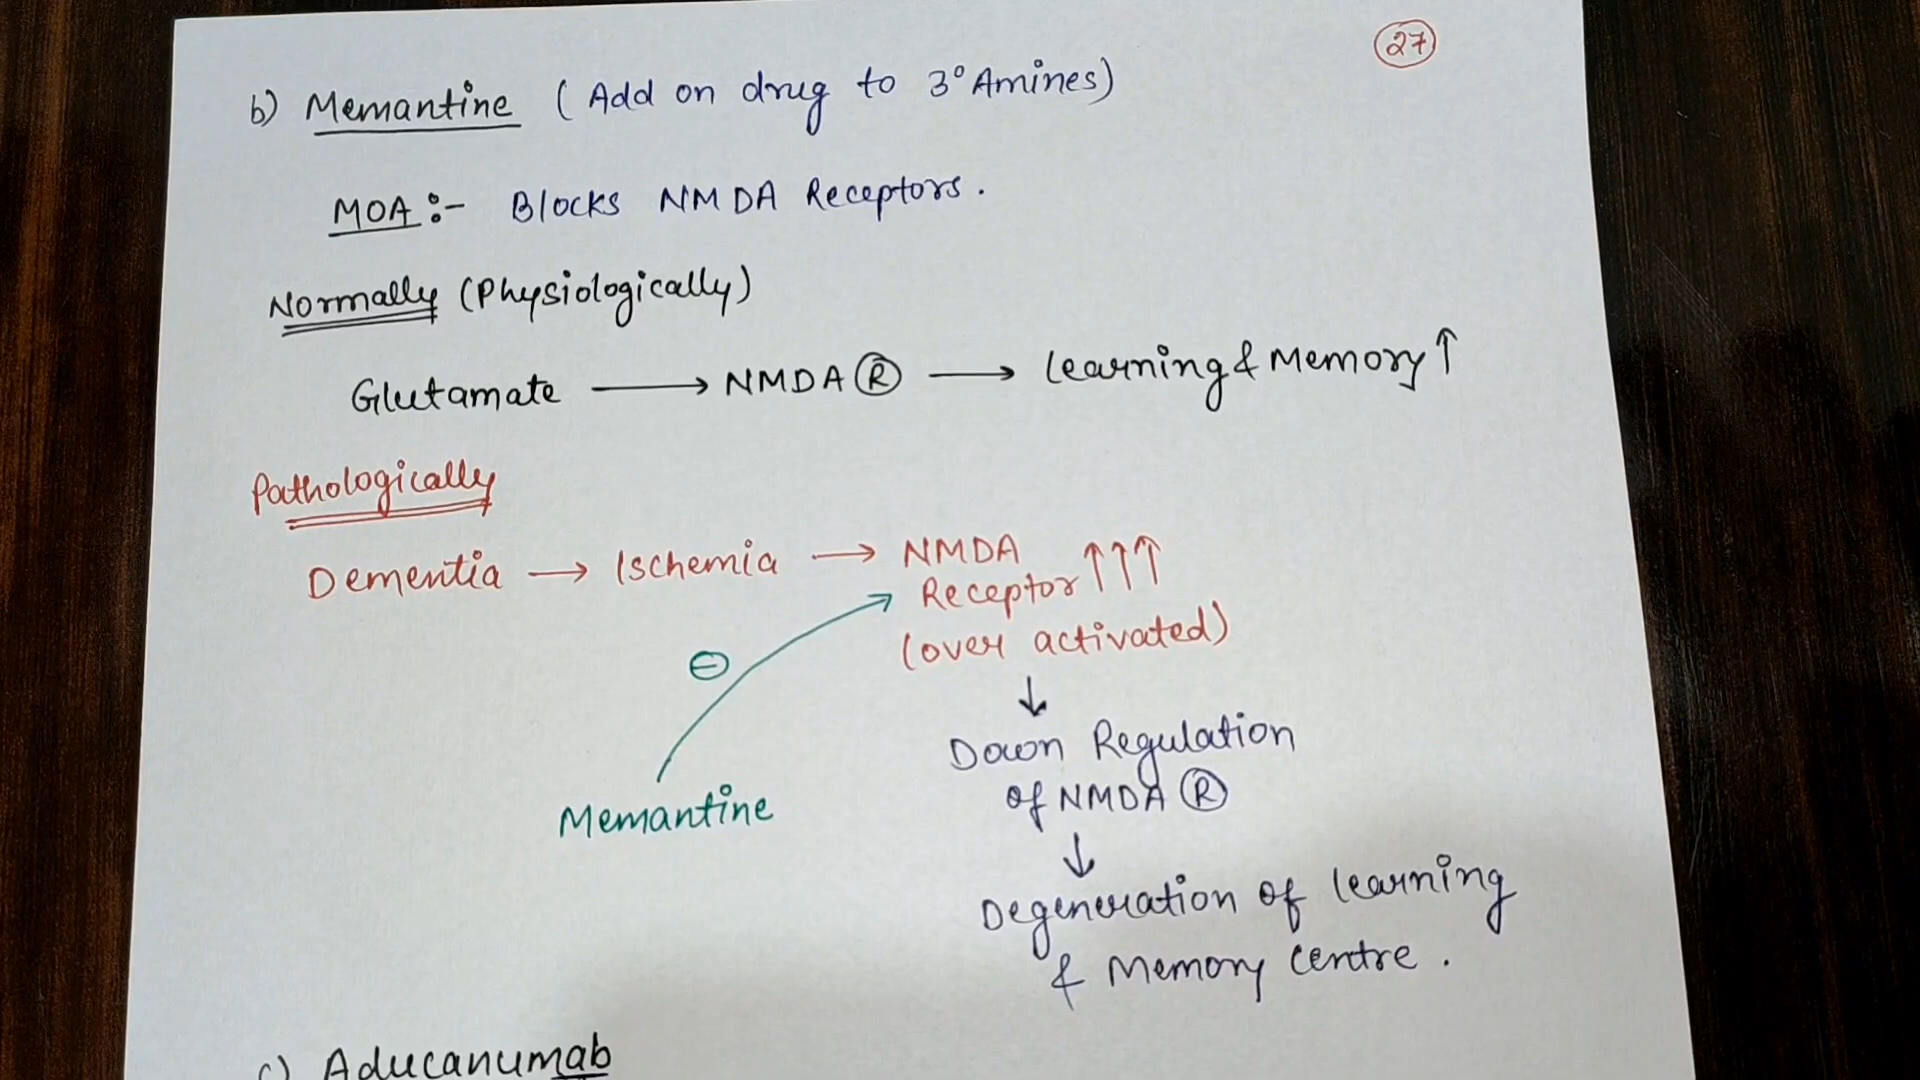 27
b) Memantine (Add on drug to 3° Amines)
MOA :- Blocks NMDA Receptors.
Normally (Physiologically)
Glutamate → NMDA Ⓡ → Learning & Memory ↑
Pathologically
Dementia → Ischemia → NMDA
Receptor ↑↑↑
(over activated)
⊖
↓
Down Regulation
of NMDA Ⓡ
Memantine
↓
Degeneration of learning
& Memory centre.
c) Aducanumab